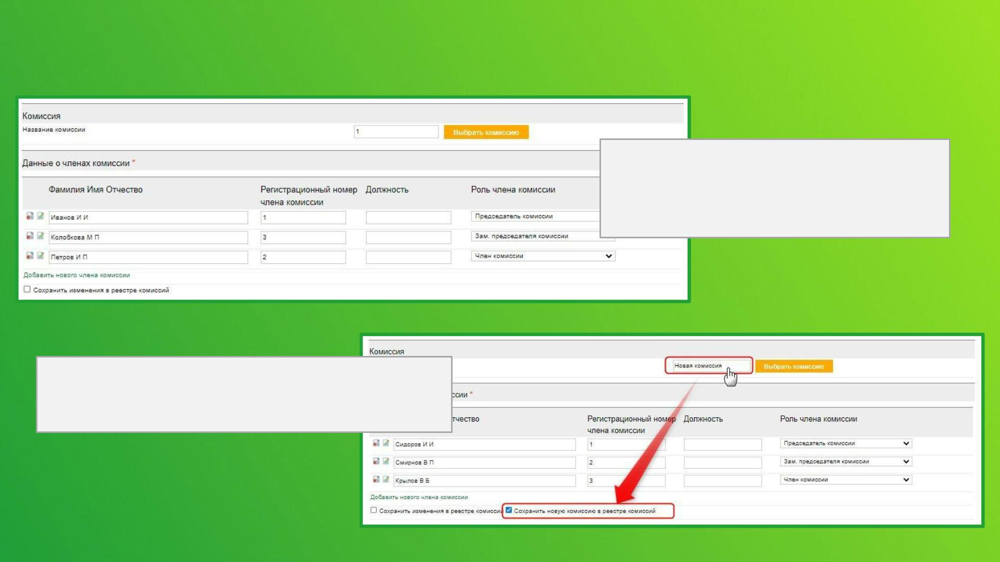 Комиссия
Название комиссии 1 Выбрать комиссию
Данные о членах комиссии *
Фамилия Имя Отчество Регистрационный номер члена комиссии Должность Роль члена комиссии
Иванов И И 1 Председатель комиссии
Колобкова М П 3 Зам. председателя комиссии
Петров И П 2 Член комиссии
Добавить нового члена комиссии
Сохранить изменения в реестре комиссий
Комиссия
Новая комиссия Выбрать комиссию
ссии *
тчество Регистрационный номер члена комиссии Должность Роль члена комиссии
Сидоров И И 1 Председатель комиссии
Смирнов В П 2 Зам. председателя комиссии
Крылов В Б 3 Член комиссии
Добавить нового члена комиссии
Сохранить изменения в реестре комиссий Сохранить новую комиссию в реестре комиссий